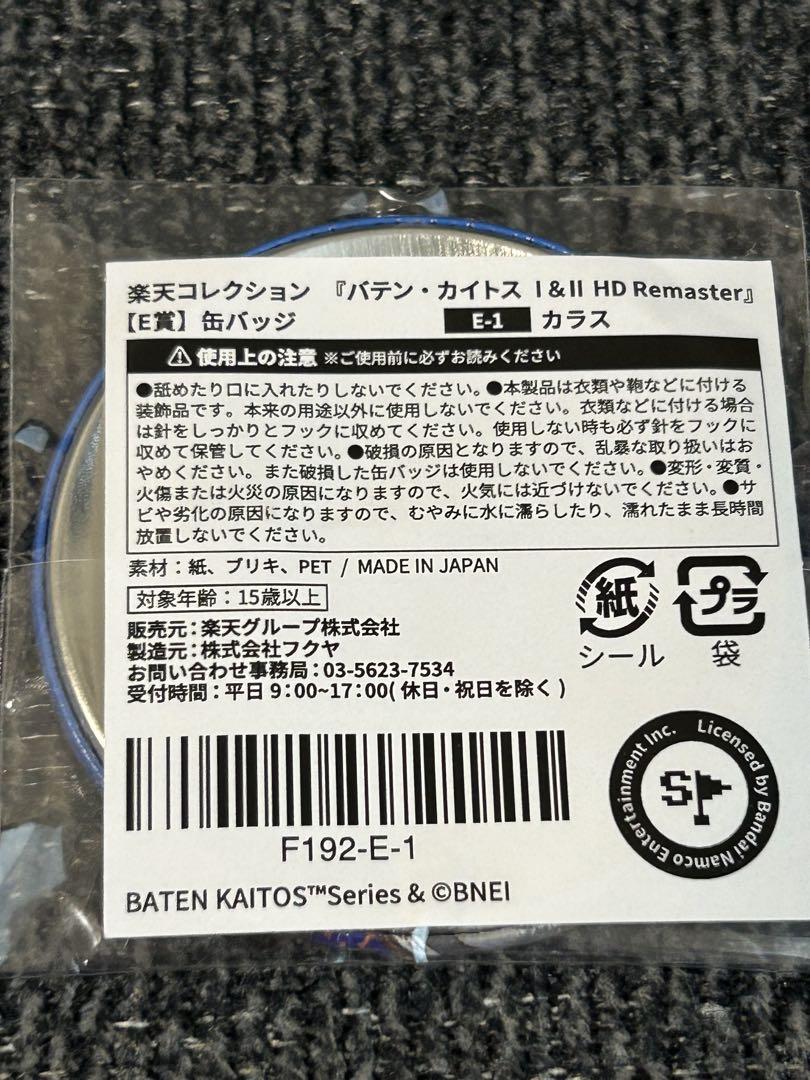 楽天コレクション 『バテン・カイトス I&II HD Remaster』
【E賞】缶バッジ E-1 カラス
⚠使用上の注意 ※ご使用前に必ずお読みください
●舐めたり口に入れたりしないでください。●本製品は衣類や鞄などに付ける
装飾品です。本来の用途以外に使用しないでください。衣類などに付ける場合
は針をしっかりとフックに収めてください。使用しない時も必ず針をフックに
収めて保管してください。●破損の原因となりますので、乱暴な取り扱いはお
やめください。また破損した缶バッジは使用しないでください。●変形・変質・
火傷または火災の原因になりますので、火気には近づけないでください。●サ
ビや劣化の原因になりますので、むやみに水に濡らしたり、濡れたまま長時間
放置しないでください。
素材：紙、ブリキ、PET / MADE IN JAPAN
対象年齢：15歳以上
販売元：楽天グループ株式会社
製造元：株式会社フクヤ
お問い合わせ事務局：03-5623-7534
受付時間：平日 9：00~17：00( 休日・祝日を除く )
紙
シール
プラ
袋
F192-E-1
BATEN KAITOS™Series & ©BNEI
Licensed by Bandai Namco Entertainment Inc.
S